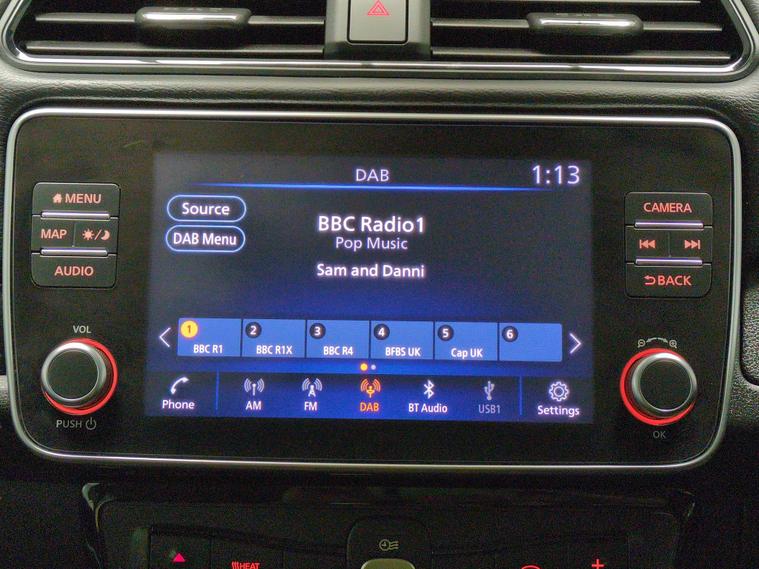 DAB
1:13
MENU
MAP
AUDIO
Source
DAB Menu
BBC Radio1
Pop Music
Sam and Danni
CAMERA
BACK
VOL
PUSH
OK
1 2 3 4 5 6
BBC R1 BBC R1X BBC R4 BFBS UK Cap UK
Phone AM FM DAB BT Audio USB1 Settings
HEAT